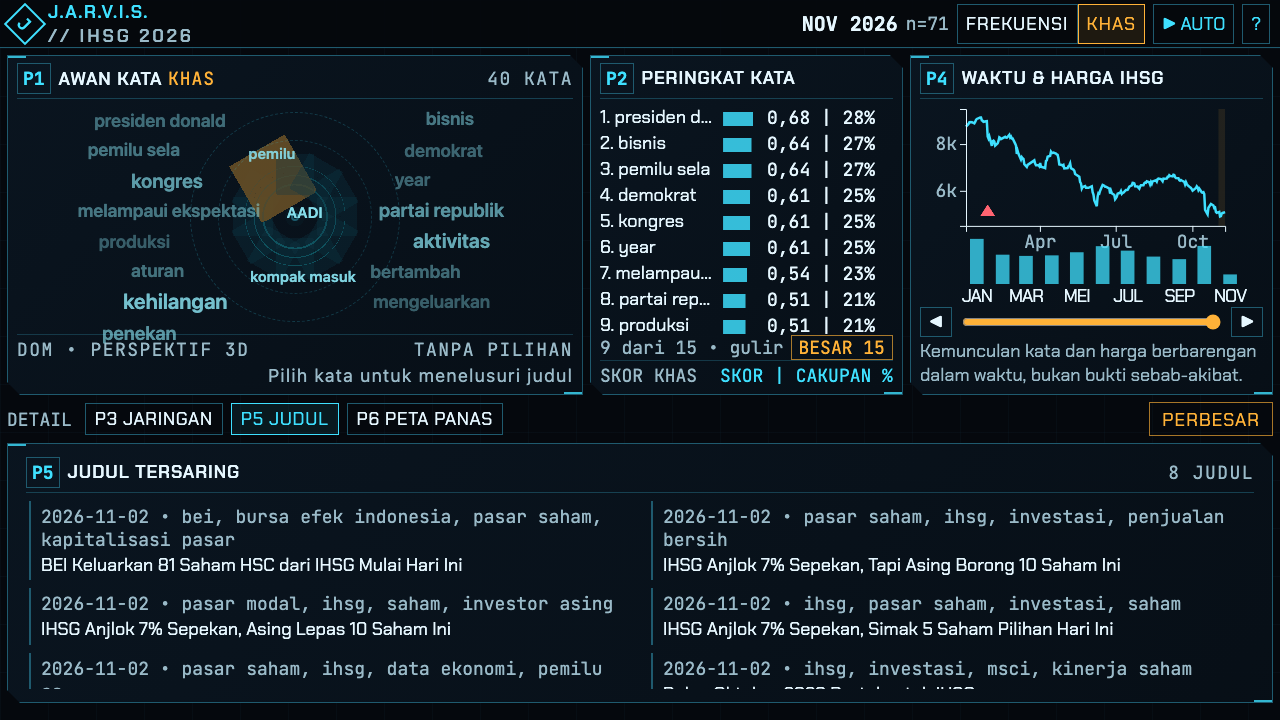 J.A.R.V.I.S.
// IHSG 2026
NOV 2026 n=71
FREKUENSI
KHAS
▶ AUTO
?
P1 AWAN KATA KHAS
40 KATA
presiden donald
bisnis
pemilu sela
pemilu
demokrat
kongres
year
melampaui ekspektasi
AADI
partai republik
produksi
aktivitas
aturan
kompak masuk
bertambah
kehilangan
mengeluarkan
penekan
DOM • PERSPEKTIF 3D
TANPA PILIHAN
Pilih kata untuk menelusuri judul
P2 PERINGKAT KATA
1. presiden d... 0,68 | 28%
2. bisnis 0,64 | 27%
3. pemilu sela 0,64 | 27%
4. demokrat 0,61 | 25%
5. kongres 0,61 | 25%
6. year 0,61 | 25%
7. melampau... 0,54 | 23%
8. partai rep... 0,51 | 21%
9. produksi 0,51 | 21%
9 dari 15 • gulir BESAR 15
SKOR KHAS SKOR | CAKUPAN %
P4 WAKTU & HARGA IHSG
8k
6k
Apr Jul Oct
JAN MAR MEI JUL SEP NOV
◀ ▶
Kemunculan kata dan harga berbarengan
dalam waktu, bukan bukti sebab-akibat.
DETAIL P3 JARINGAN P5 JUDUL P6 PETA PANAS
PERBESAR
P5 JUDUL TERSARING
8 JUDUL
2026-11-02 • bei, bursa efek indonesia, pasar saham,
kapitalisasi pasar
BEI Keluarkan 81 Saham HSC dari IHSG Mulai Hari Ini
2026-11-02 • pasar saham, ihsg, investasi, penjualan
bersih
IHSG Anjlok 7% Sepekan, Tapi Asing Borong 10 Saham Ini
2026-11-02 • pasar modal, ihsg, saham, investor asing
IHSG Anjlok 7% Sepekan, Asing Lepas 10 Saham Ini
2026-11-02 • ihsg, pasar saham, investasi, saham
IHSG Anjlok 7% Sepekan, Simak 5 Saham Pilihan Hari Ini
2026-11-02 • pasar saham, ihsg, data ekonomi, pemilu
2026-11-02 • ihsg, investasi, msci, kinerja saham